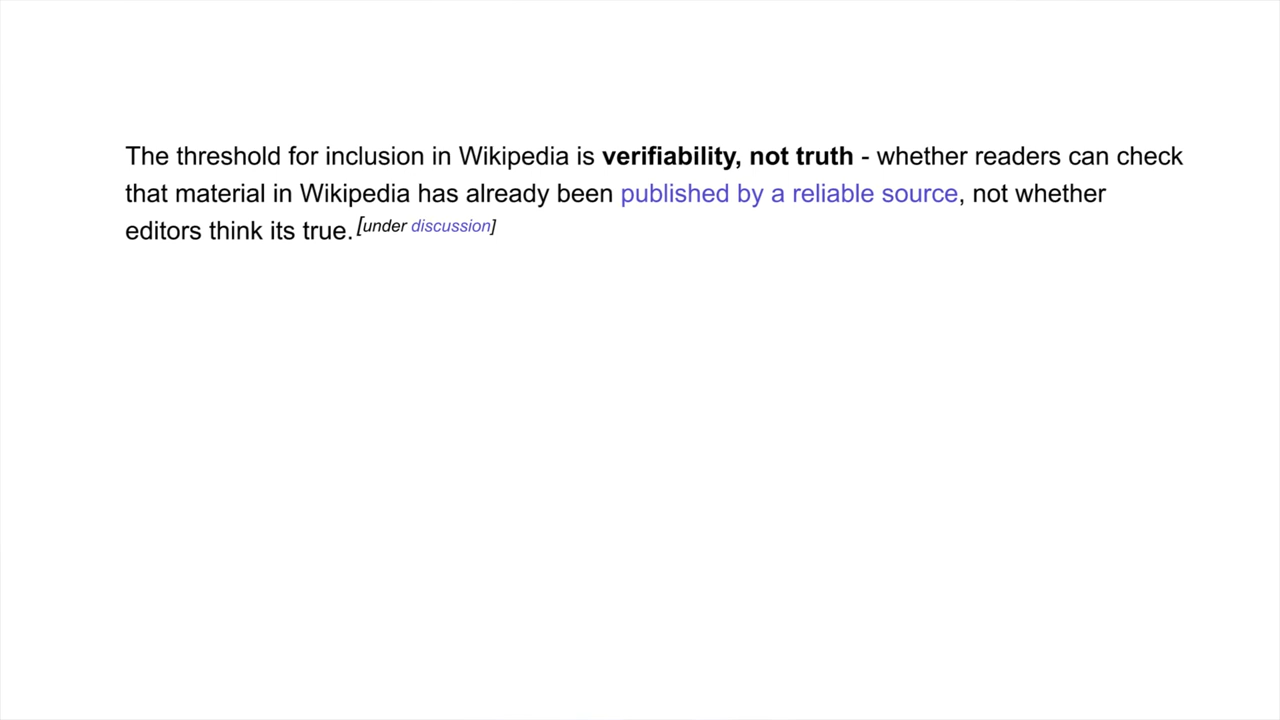 The threshold for inclusion in Wikipedia is verifiability, not truth - whether readers can check
that material in Wikipedia has already been published by a reliable source, not whether
editors think its true. [under discussion]